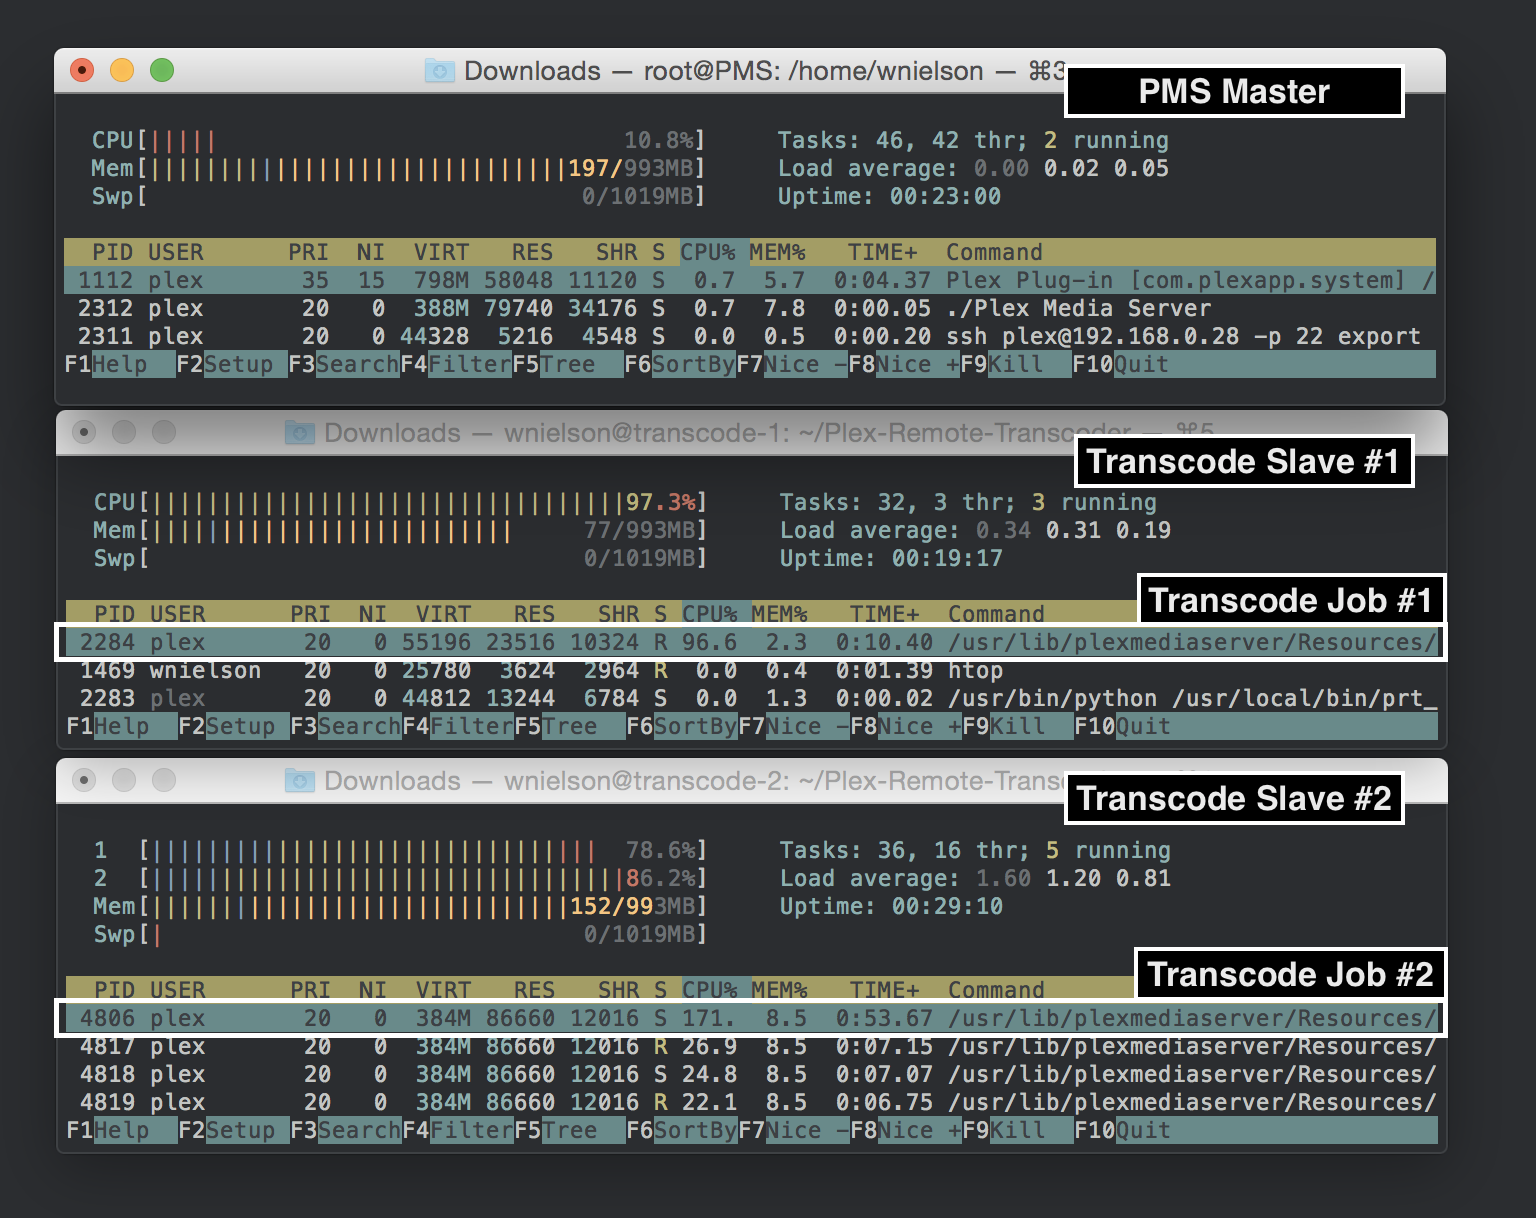 Downloads — root@PMS: /home/wnielson — ⌘3
PMS Master
CPU[||||| 10.8%] Tasks: 46, 42 thr; 2 running
Mem[||||||||||||||||||||||||||||||197/993MB] Load average: 0.00 0.02 0.05
Swp[ 0/1019MB] Uptime: 00:23:00
PID USER PRI NI VIRT RES SHR S CPU% MEM% TIME+ Command
1112 plex 35 15 798M 58048 11120 S 0.7 5.7 0:04.37 Plex Plug-in [com.plexapp.system] /
2312 plex 20 0 388M 79740 34176 S 0.7 7.8 0:00.05 ./Plex Media Server
2311 plex 20 0 44328 5216 4548 S 0.0 0.5 0:00.20 ssh plex@192.168.0.28 -p 22 export
F1Help F2Setup F3SearchF4FilterF5Tree F6SortByF7Nice -F8Nice +F9Kill F10Quit
Downloads — wnielson@transcode-1: ~/Plex-Remote-Transcoder — ⌘5
Transcode Slave #1
CPU[||||||||||||||||||||||||||||||||||97.3%] Tasks: 32, 3 thr; 3 running
Mem[|||||||||||||||||||||||||| 77/993MB] Load average: 0.34 0.31 0.19
Swp[ 0/1019MB] Uptime: 00:19:17
Transcode Job #1
PID USER PRI NI VIRT RES SHR S CPU% MEM% TIME+ Command
2284 plex 20 0 55196 23516 10324 R 96.6 2.3 0:10.40 /usr/lib/plexmediaserver/Resources/
1469 wnielson 20 0 25780 3624 2964 R 0.0 0.4 0:01.39 htop
2283 plex 20 0 44812 13244 6784 S 0.0 1.3 0:00.02 /usr/bin/python /usr/local/bin/prt_
F1Help F2Setup F3SearchF4FilterF5Tree F6SortByF7Nice -F8Nice +F9Kill F10Quit
Downloads — wnielson@transcode-2: ~/Plex-Remote-Transc
Transcode Slave #2
1 [|||||||||||||||||||||||||||||||| 78.6%] Tasks: 36, 16 thr; 5 running
2 [||||||||||||||||||||||||||||||||||86.2%] Load average: 1.60 1.20 0.81
Mem[||||||||||||||||||||||||||||||152/993MB] Uptime: 00:29:10
Swp[| 0/1019MB]
Transcode Job #2
PID USER PRI NI VIRT RES SHR S CPU% MEM% TIME+ Command
4806 plex 20 0 384M 86660 12016 S 171. 8.5 0:53.67 /usr/lib/plexmediaserver/Resources/
4817 plex 20 0 384M 86660 12016 R 26.9 8.5 0:07.15 /usr/lib/plexmediaserver/Resources/
4818 plex 20 0 384M 86660 12016 S 24.8 8.5 0:07.07 /usr/lib/plexmediaserver/Resources/
4819 plex 20 0 384M 86660 12016 R 22.1 8.5 0:06.75 /usr/lib/plexmediaserver/Resources/
F1Help F2Setup F3SearchF4FilterF5Tree F6SortByF7Nice -F8Nice +F9Kill F10Quit